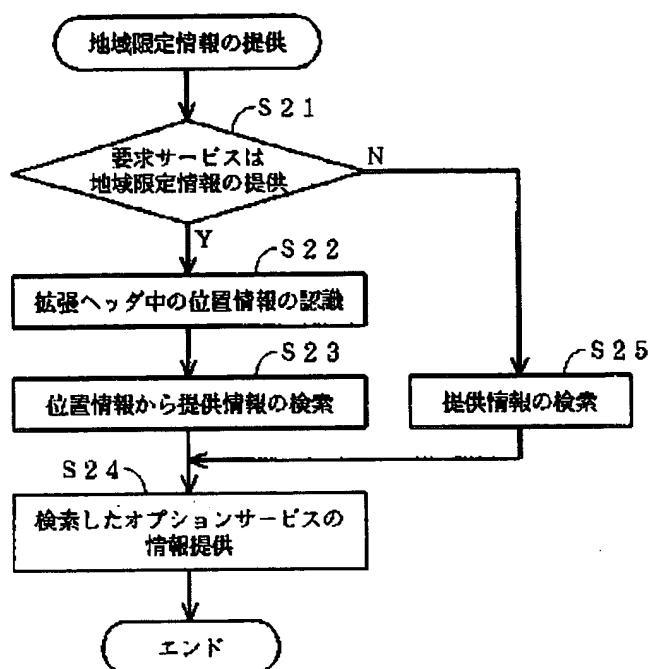 地域限定情報の提供
S21
要求サービスは
地域限定情報の提供
N
Y
S22
拡張ヘッダ中の位置情報の認識
S23
位置情報から提供情報の検索
S25
提供情報の検索
S24
検索したオプションサービスの
情報提供
エンド